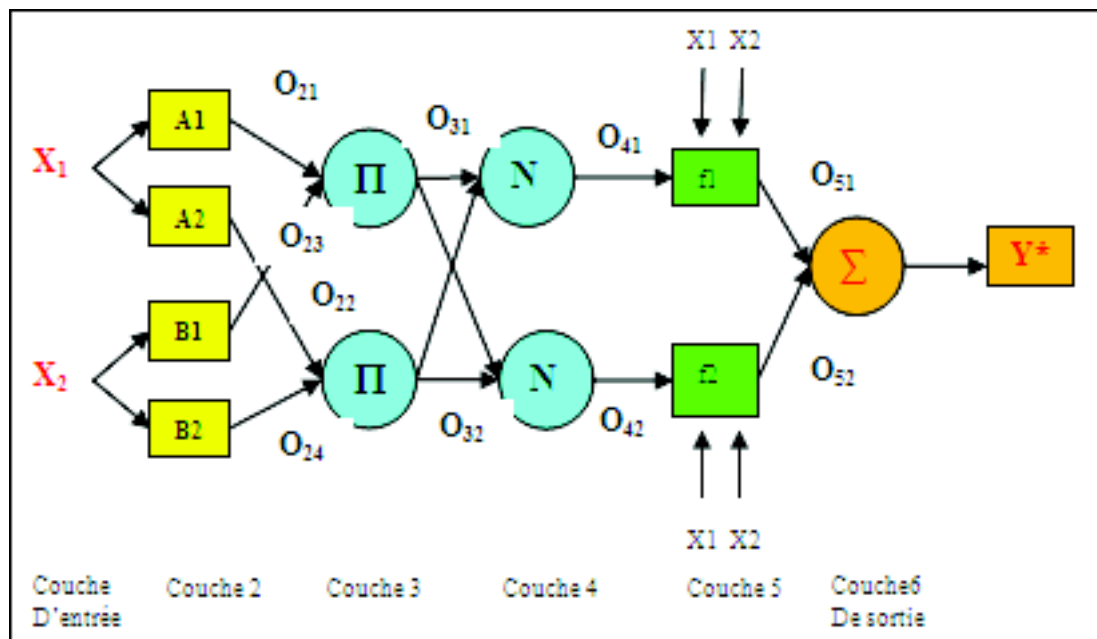 X1 X2
O21 O31 O41
A1
X1
Π N f1 O51
A2
O23
Σ Y*
O22
B1
X2
Π N f2 O52
B2
O24 O32 O42
X1 X2
Couche Couche 2 Couche 3 Couche 4 Couche 5 Couche6
D'entrée De sortie